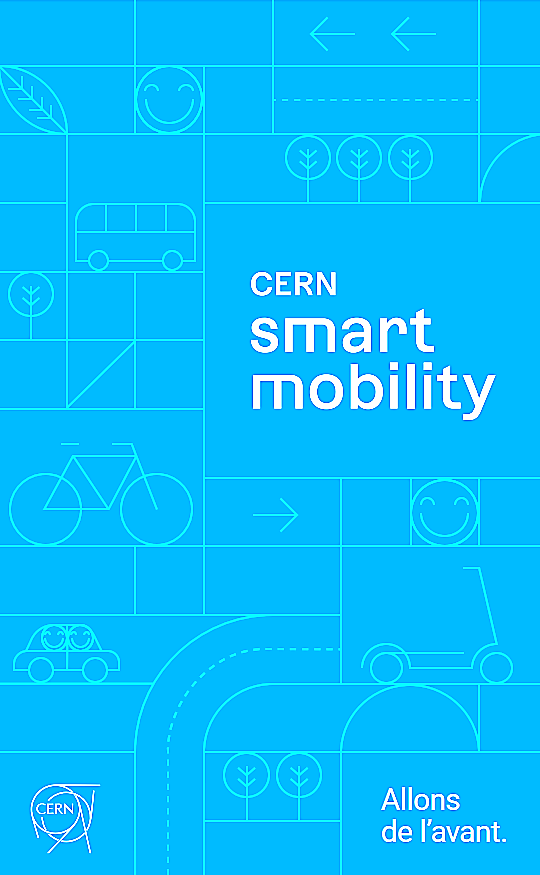 CERN
smart
mobility
CERN
Allons
de l'avant.